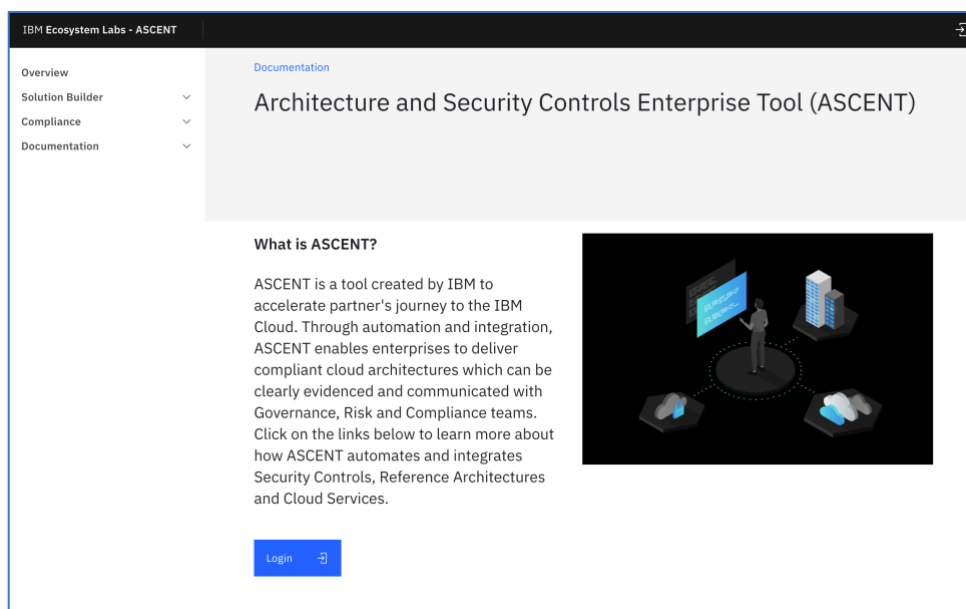 IBM Ecosystem Labs - ASCENT
Overview
Solution Builder
Compliance
Documentation
Documentation
Architecture and Security Controls Enterprise Tool (ASCENT)
What is ASCENT?
ASCENT is a tool created by IBM to
accelerate partner's journey to the IBM
Cloud. Through automation and integration,
ASCENT enables enterprises to deliver
compliant cloud architectures which can be
clearly evidenced and communicated with
Governance, Risk and Compliance teams.
Click on the links below to learn more about
how ASCENT automates and integrates
Security Controls, Reference Architectures
and Cloud Services.
Login